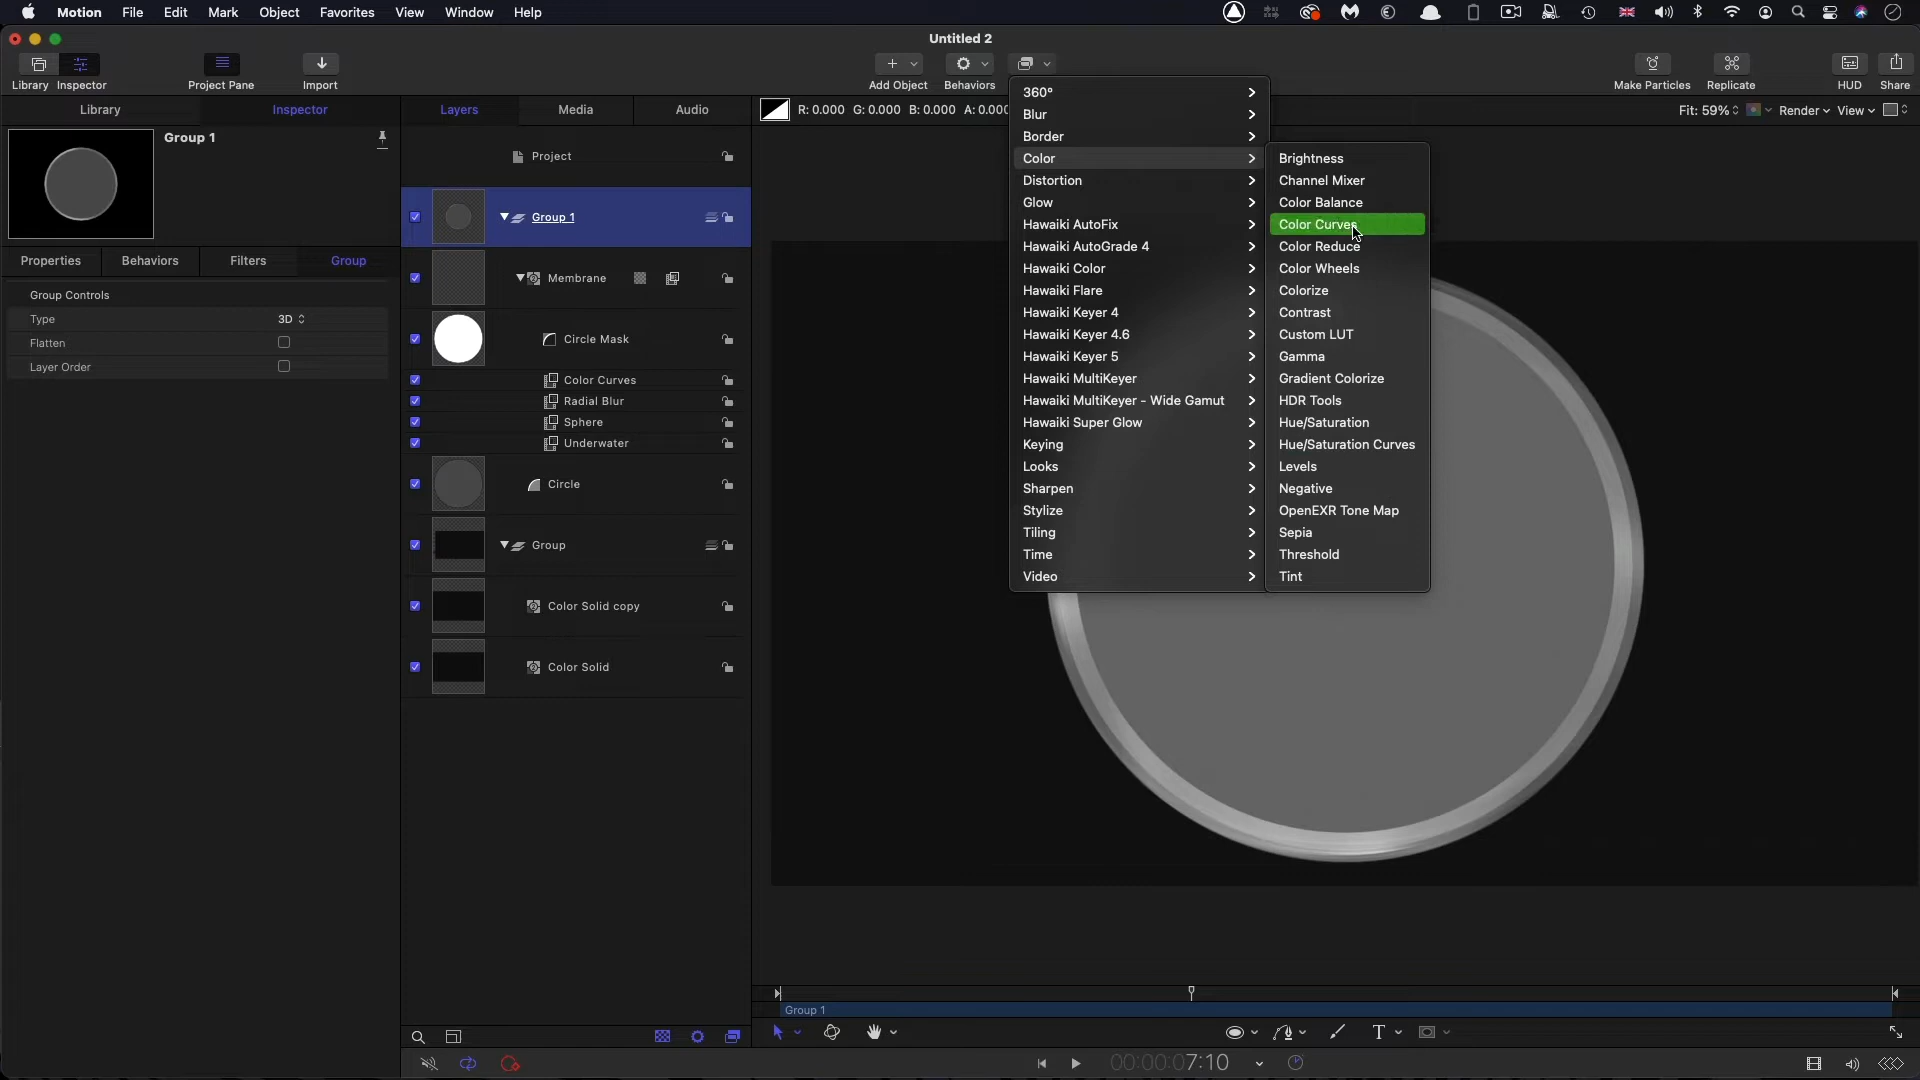 Motion File Edit Mark Object Favorites View Window Help
Untitled 2
Library Inspector Project Pane Import Add Object Behaviors Make Particles Replicate HUD Share
Library Inspector Layers Media Audio R: 0.000 G: 0.000 B: 0.000 A: 0.000 Fit: 59% Render View
Group 1
Properties Behaviors Filters Group
Group Controls
Type 3D
Flatten
Layer Order
Project
Group 1
Membrane
Circle Mask
Color Curves
Radial Blur
Sphere
Underwater
Circle
Group
Color Solid copy
Color Solid
360°
Blur
Border
Color
Distortion
Glow
Hawaiki AutoFix
Hawaiki AutoGrade 4
Hawaiki Color
Hawaiki Flare
Hawaiki Keyer 4
Hawaiki Keyer 4.6
Hawaiki Keyer 5
Hawaiki MultiKeyer
Hawaiki MultiKeyer - Wide Gamut
Hawaiki Super Glow
Keying
Looks
Sharpen
Stylize
Tiling
Time
Video
Brightness
Channel Mixer
Color Balance
Color Curves
Color Reduce
Color Wheels
Colorize
Contrast
Custom LUT
Gamma
Gradient Colorize
HDR Tools
Hue/Saturation
Hue/Saturation Curves
Levels
Negative
OpenEXR Tone Map
Sepia
Threshold
Tint
Group 1
T
00:00:07:10